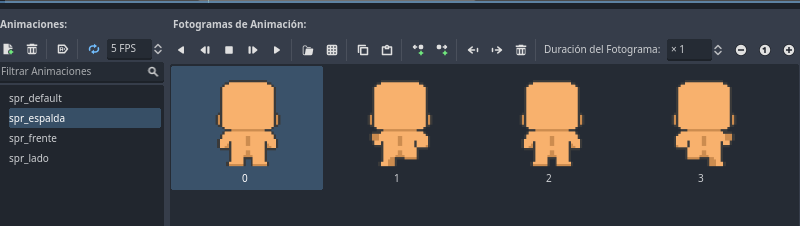 Animaciones:
Fotogramas de Animación:
5 FPS
Duración del Fotograma:
× 1
1
Filtrar Animaciones
spr_default
spr_espalda
spr_frente
spr_lado
0
1
2
3